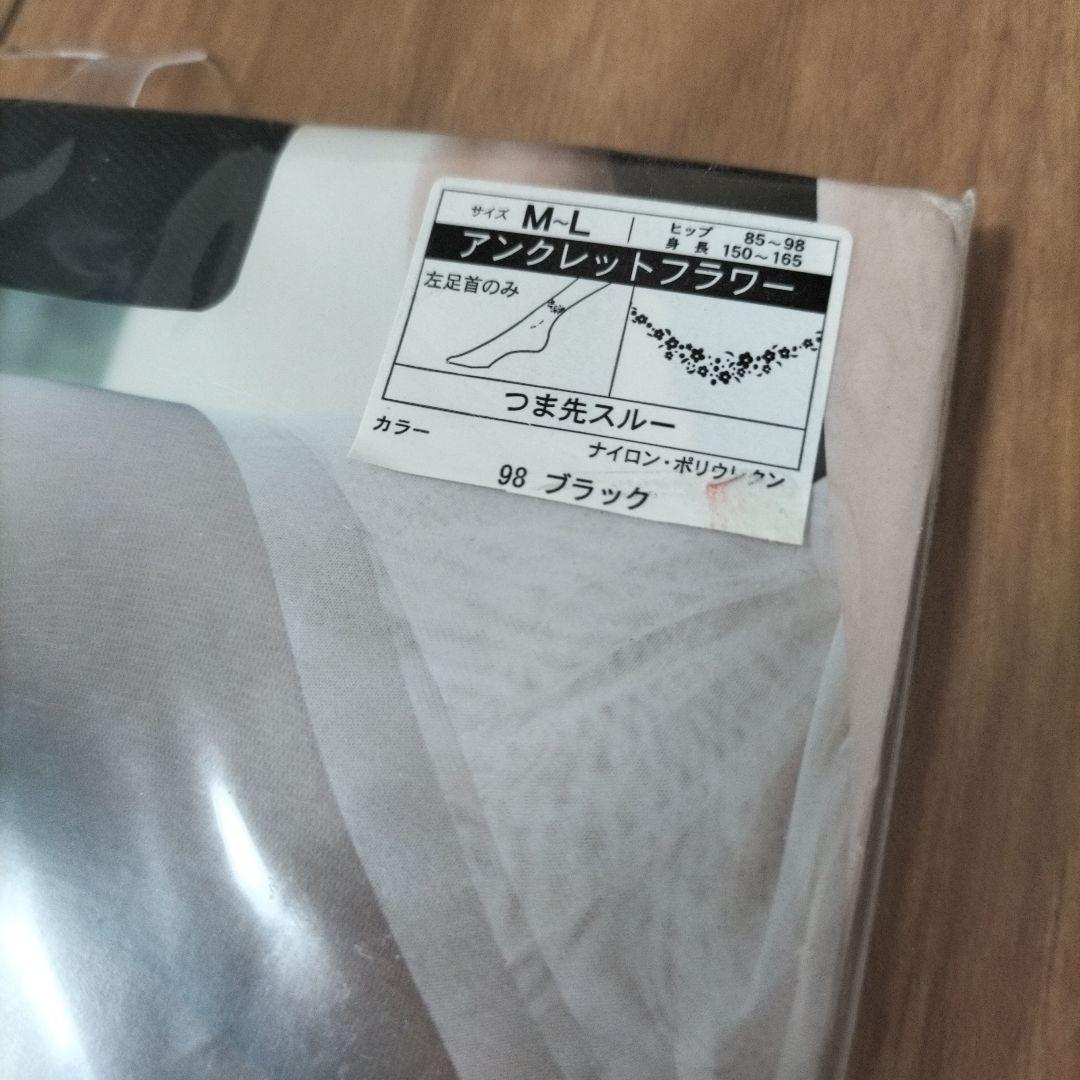 サイズ M~L
ヒップ 85~98
身長 150~165
アンクレットフラワー
左足首のみ
つま先スルー
カラー
ナイロン・ポリウレタン
98 ブラック